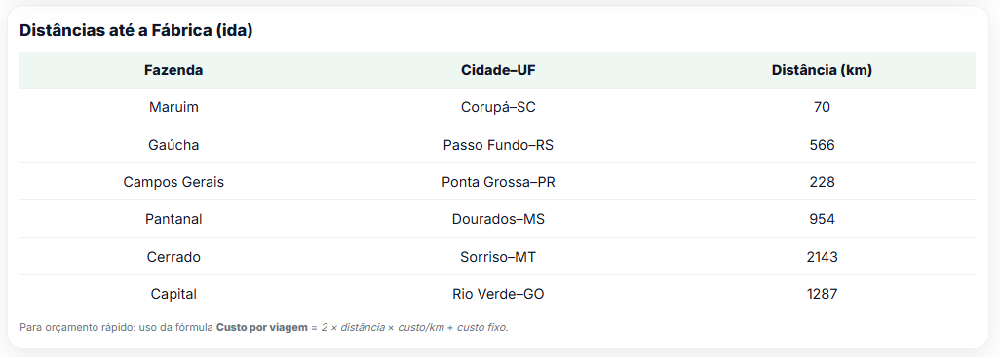 Distâncias até a Fábrica (ida)
Fazenda Cidade–UF Distância (km)
Maruim Corupá–SC 70
Gaúcha Passo Fundo–RS 566
Campos Gerais Ponta Grossa–PR 228
Pantanal Dourados–MS 954
Cerrado Sorriso–MT 2143
Capital Rio Verde–GO 1287
Para orçamento rápido: uso da fórmula Custo por viagem = 2 × distância × custo/km + custo fixo.